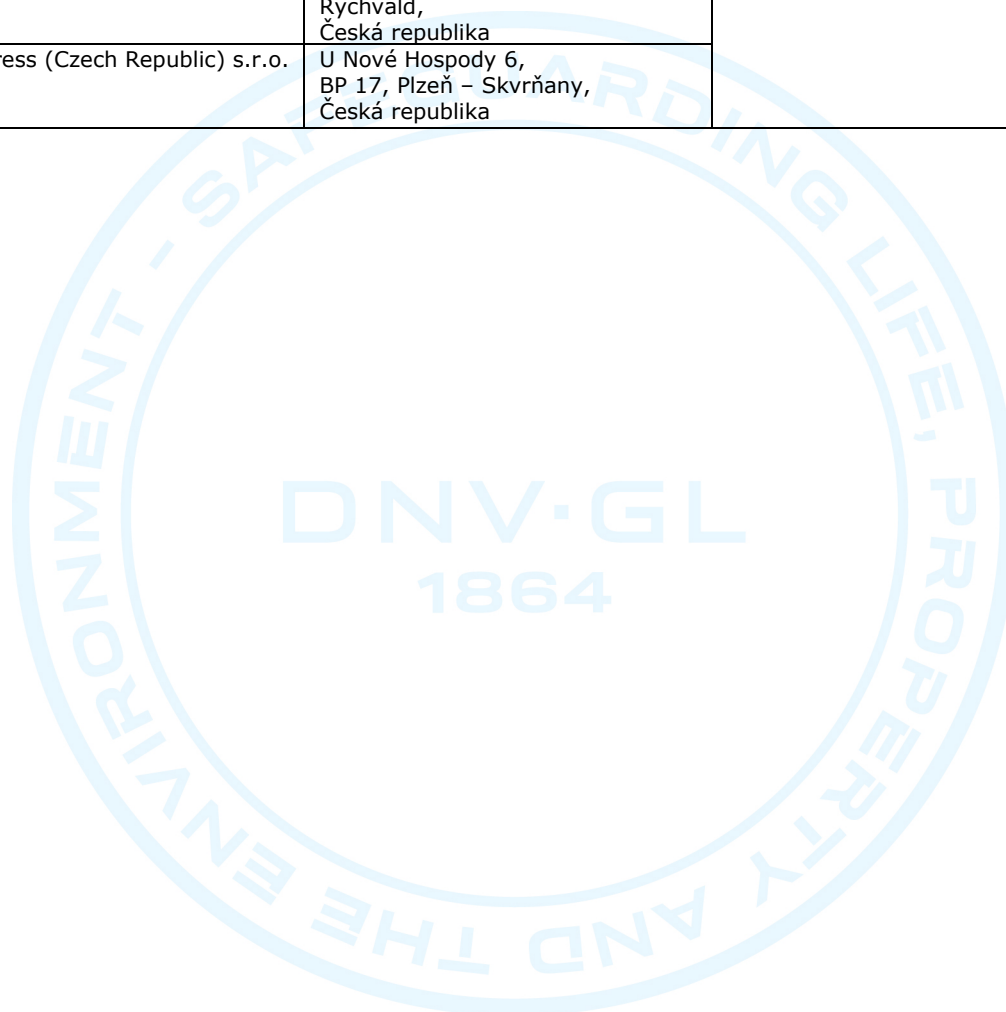 Rychvald,
Česká republika
ress (Czech Republic) s.r.o.
U Nové Hospody 6,
BP 17, Plzeň – Skvrňany,
Česká republika
SAFEGUARDING LIFE, PROPERTY AND THE ENVIRONMENT -
DNV·GL
1864